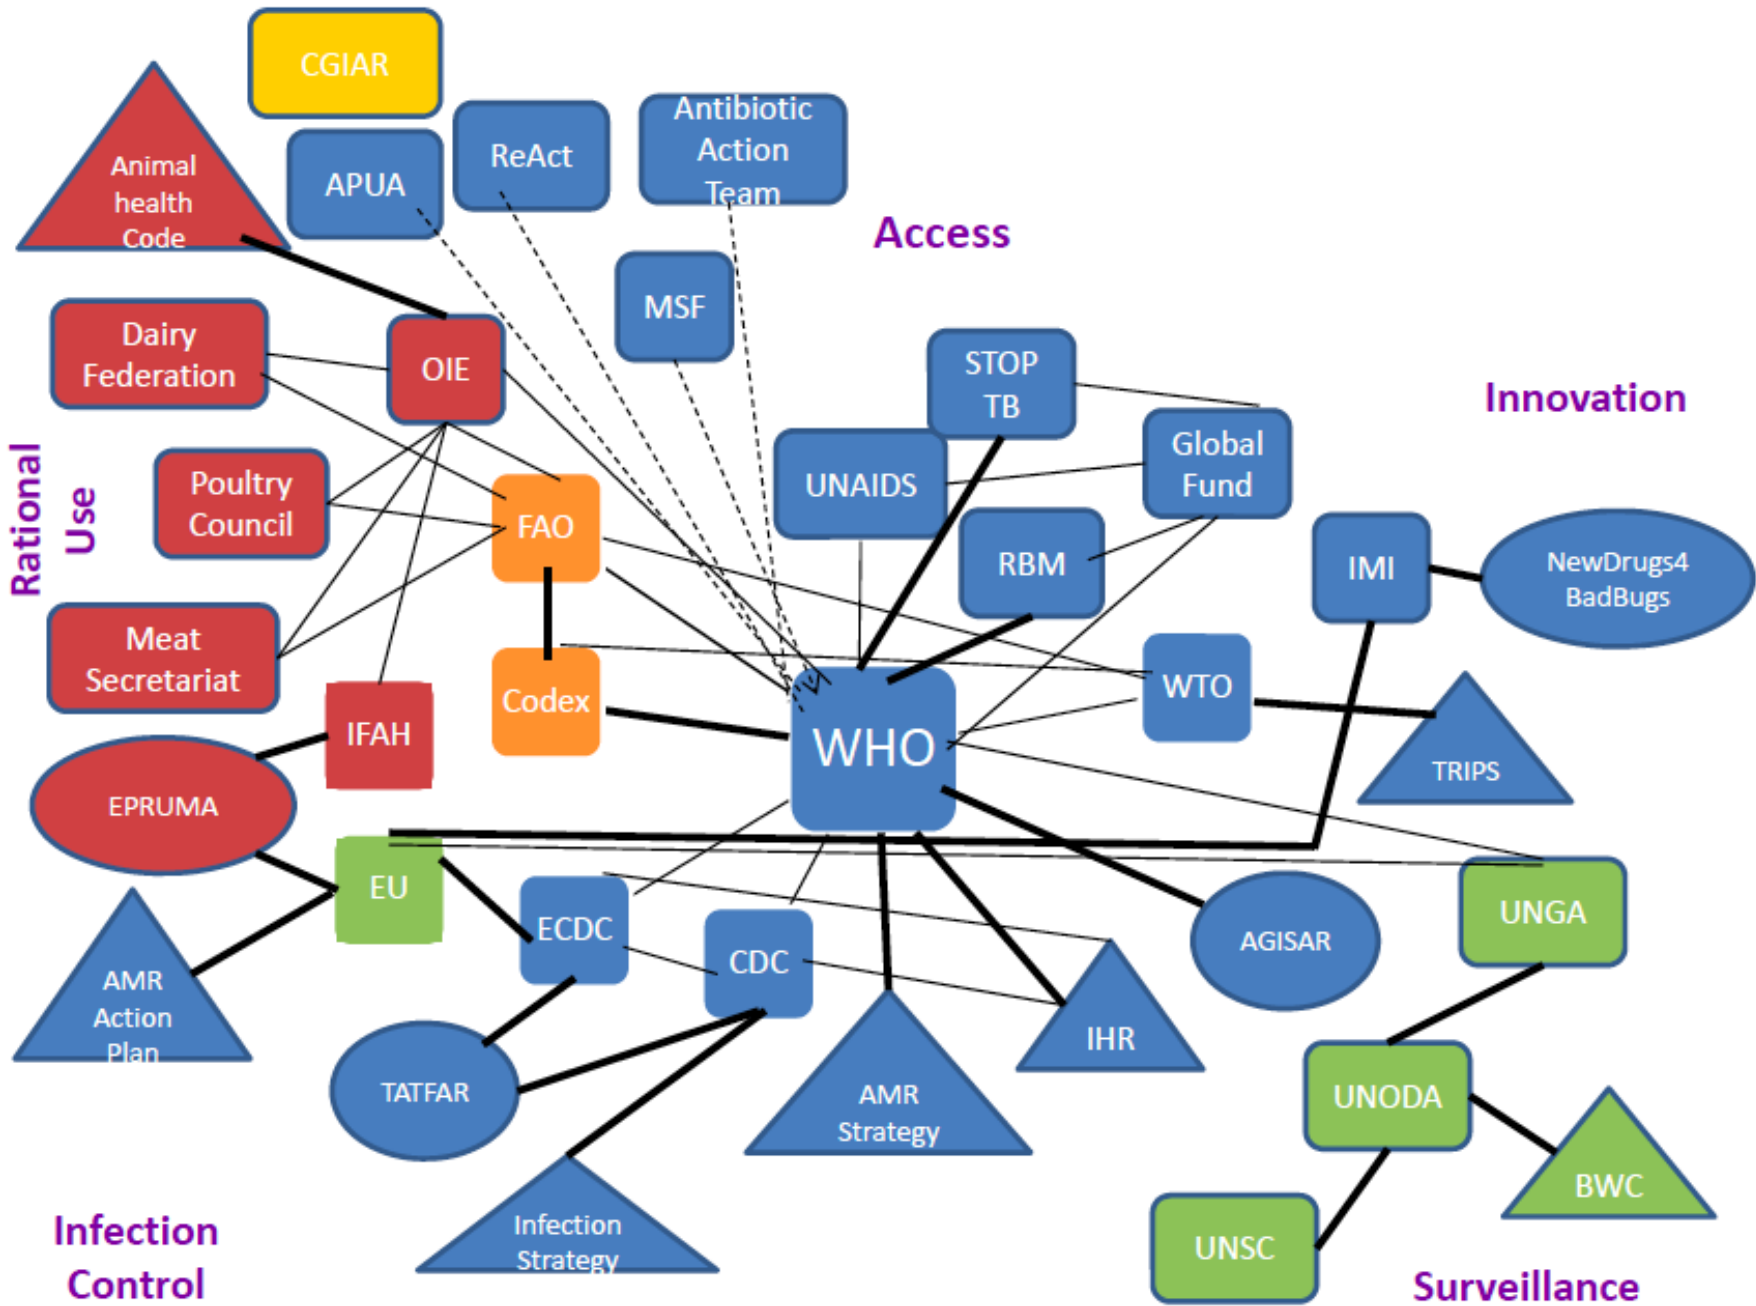 CGIAR
Animal
health
Code
APUA
ReAct
Antibiotic
Action
Team
Access
MSF
Dairy
Federation
OIE
STOP
TB
Innovation
Global
Fund
UNAIDS
Rational
Use
Poultry
Council
FAO
RBM
IMI
NewDrugs4
BadBugs
Meat
Secretariat
Codex
WTO
IFAH
WHO
TRIPS
EPRUMA
EU
ECDC
CDC
AGISAR
UNGA
AMR
Action
Plan
TATFAR
AMR
Strategy
IHR
UNODA
BWC
Infection
Strategy
UNSC
Infection
Control
Surveillance